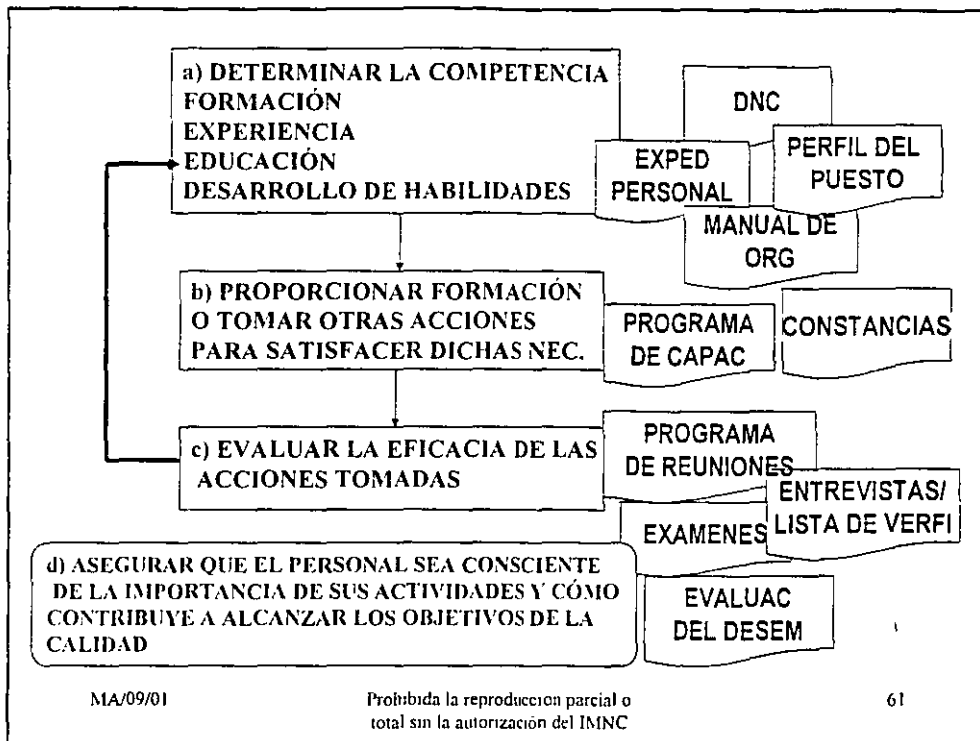 a) DETERMINAR LA COMPETENCIA
FORMACIÓN
EXPERIENCIA
EDUCACIÓN
DESARROLLO DE HABILIDADES
DNC
EXPED
PERSONAL
PERFIL DEL
PUESTO
MANUAL DE
ORG
b) PROPORCIONAR FORMACIÓN
O TOMAR OTRAS ACCIONES
PARA SATISFACER DICHAS NEC.
PROGRAMA
DE CAPAC
CONSTANCIAS
c) EVALUAR LA EFICACIA DE LAS
ACCIONES TOMADAS
PROGRAMA
DE REUNIONES
ENTREVISTAS/
LISTA DE VERFI
EXAMENES
d) ASEGURAR QUE EL PERSONAL SEA CONSCIENTE
DE LA IMPORTANCIA DE SUS ACTIVIDADES Y CÓMO
CONTRIBUYE A ALCANZAR LOS OBJETIVOS DE LA
CALIDAD
EVALUAC
DEL DESEM
MA/09/01
Prohibida la reproduccion parcial o
total sin la autorización del IMNC
61